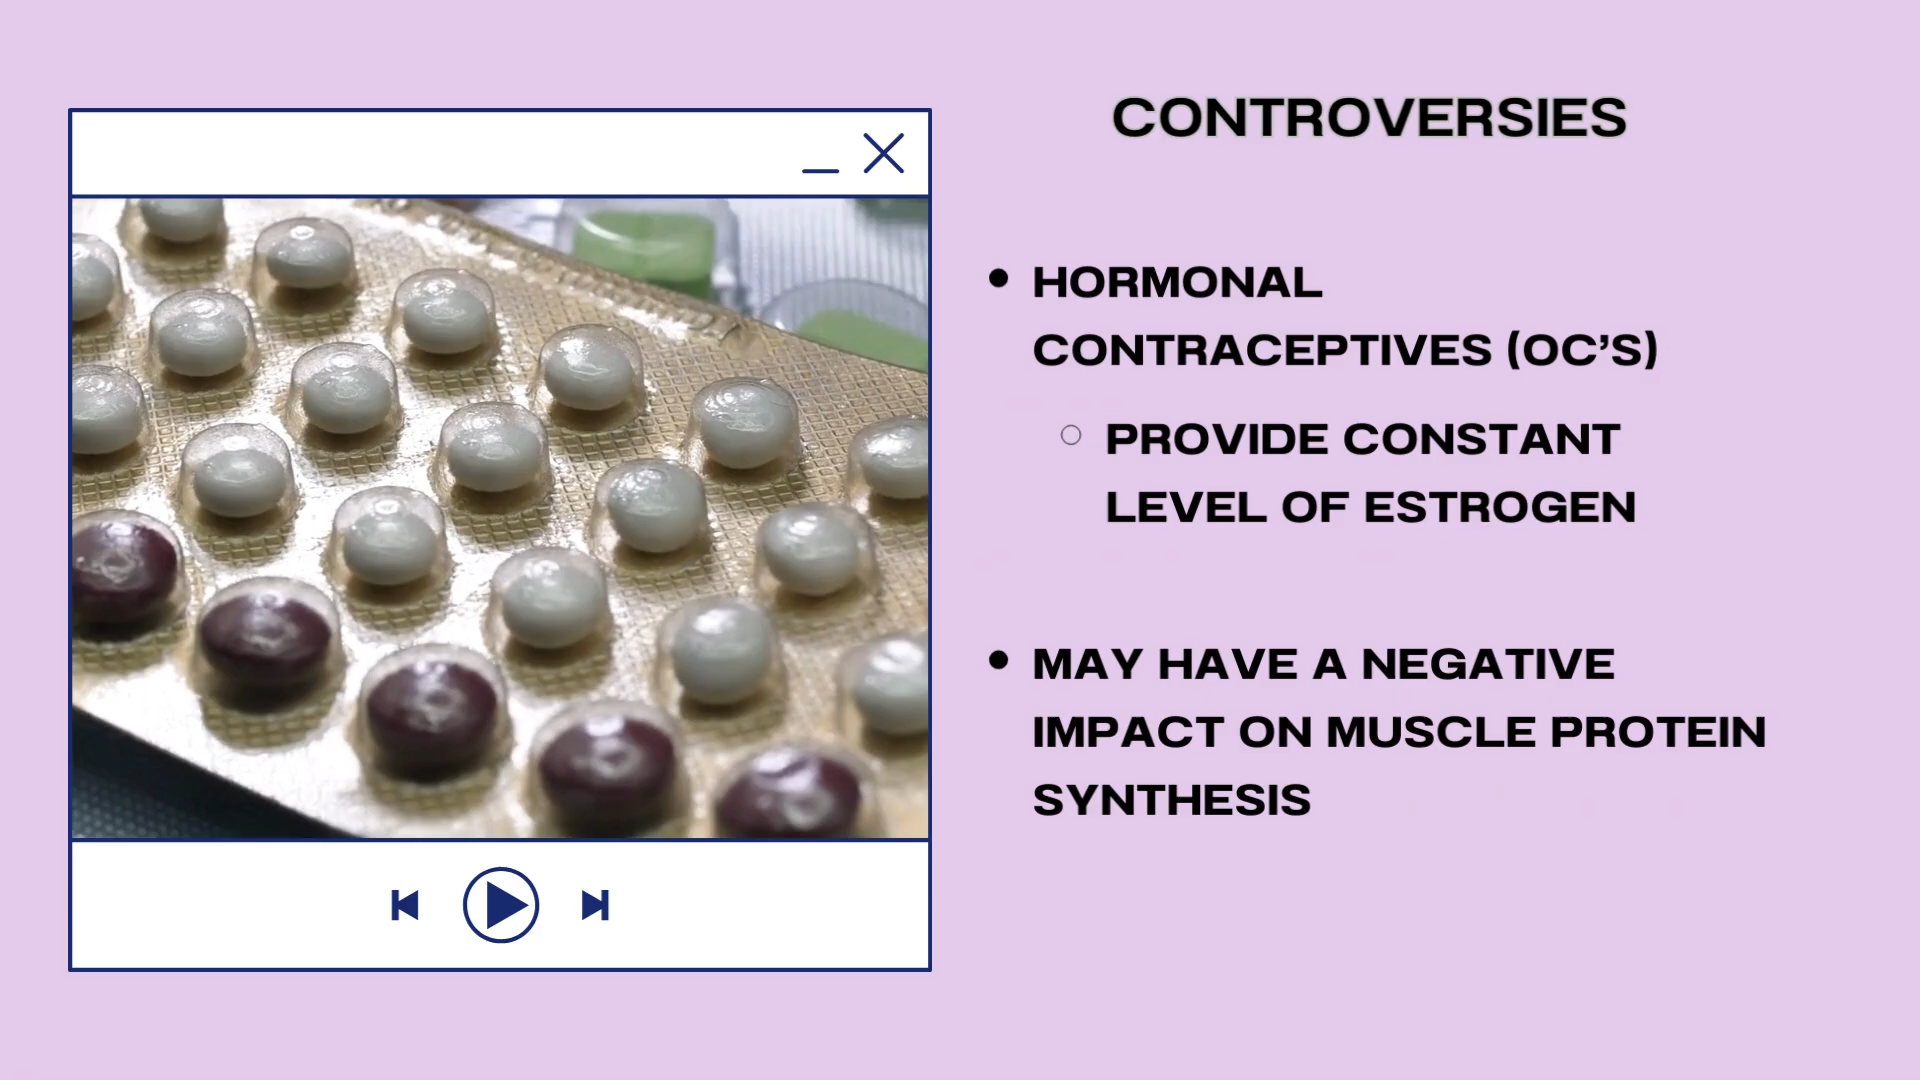 CONTROVERSIES
HORMONAL
CONTRACEPTIVES (OC’S)
PROVIDE CONSTANT
LEVEL OF ESTROGEN
MAY HAVE A NEGATIVE
IMPACT ON MUSCLE PROTEIN
SYNTHESIS